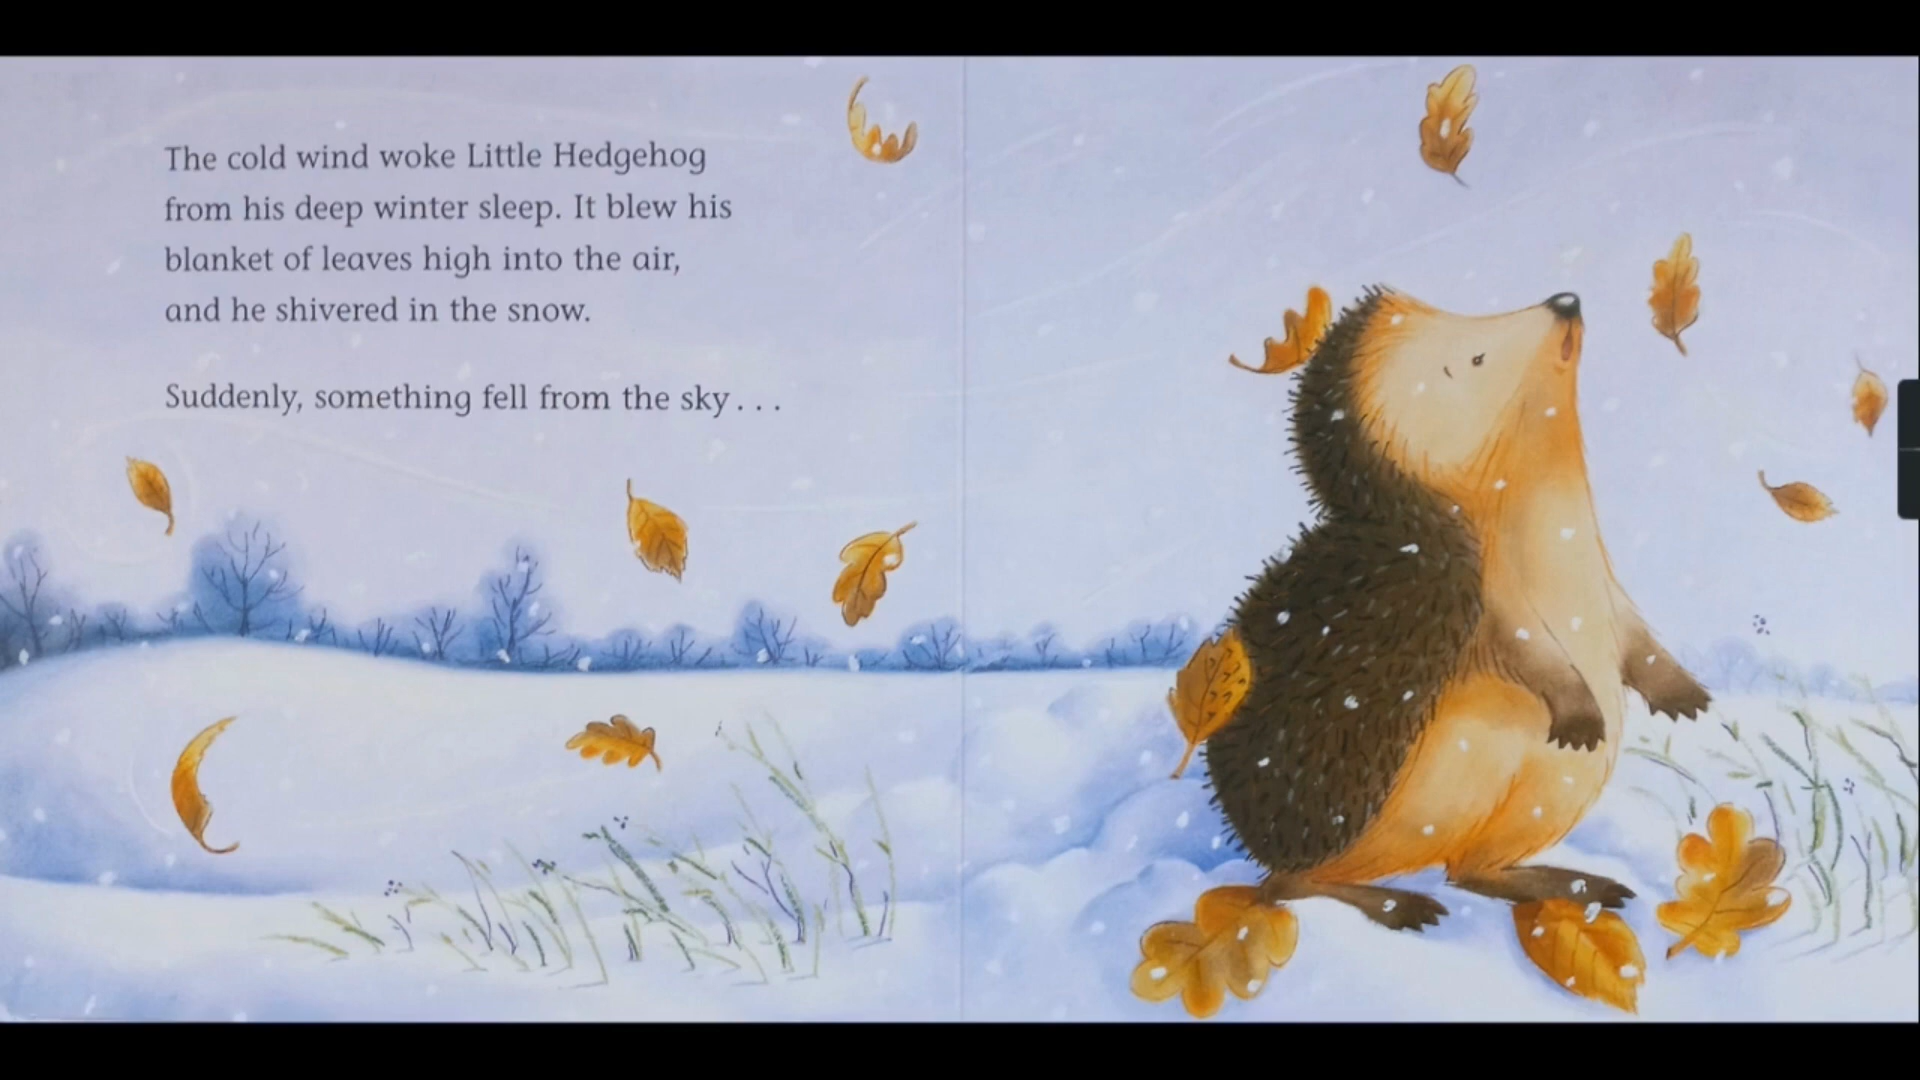 The cold wind woke Little Hedgehog
from his deep winter sleep. It blew his
blanket of leaves high into the air,
and he shivered in the snow.
Suddenly, something fell from the sky . . .